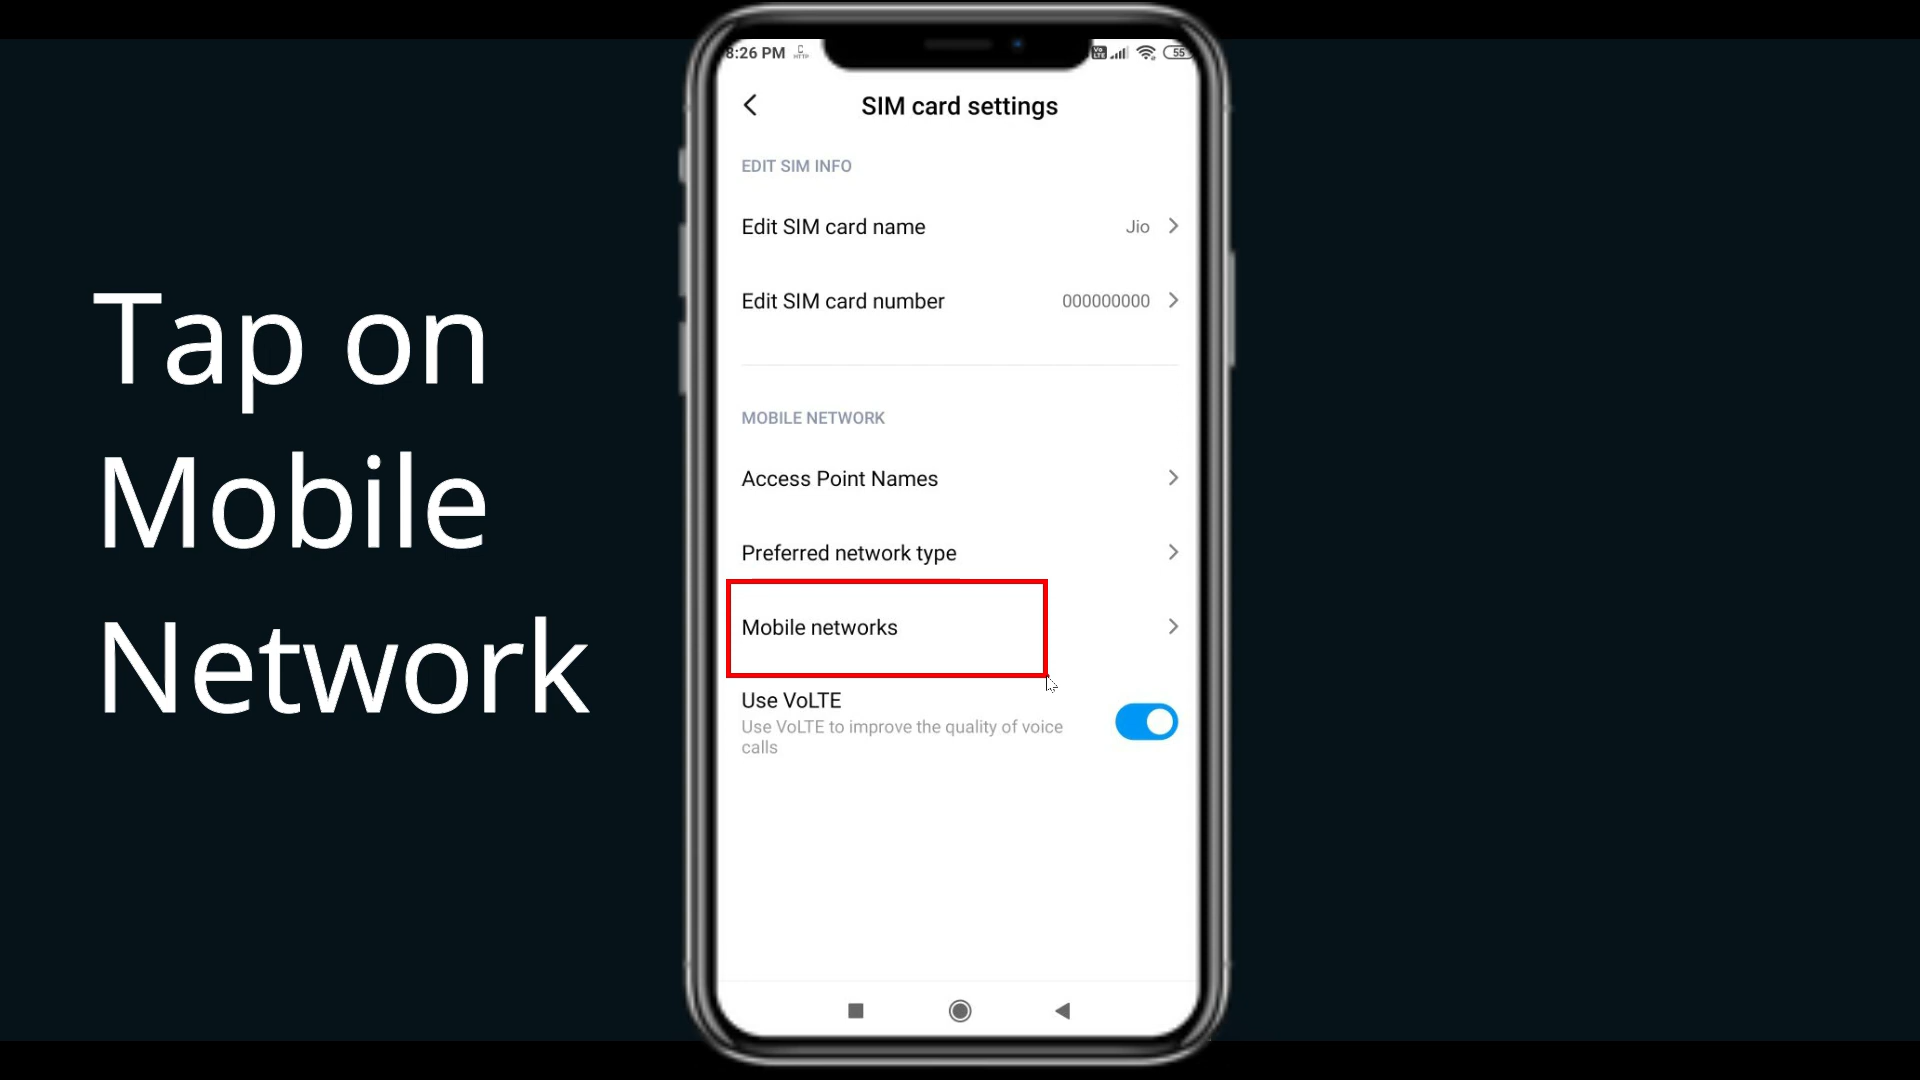 Tap on
Mobile
Network
8:26 PM
55
SIM card settings
EDIT SIM INFO
Edit SIM card name Jio
Edit SIM card number 000000000
MOBILE NETWORK
Access Point Names
Preferred network type
Mobile networks
Use VoLTE
Use VoLTE to improve the quality of voice
calls